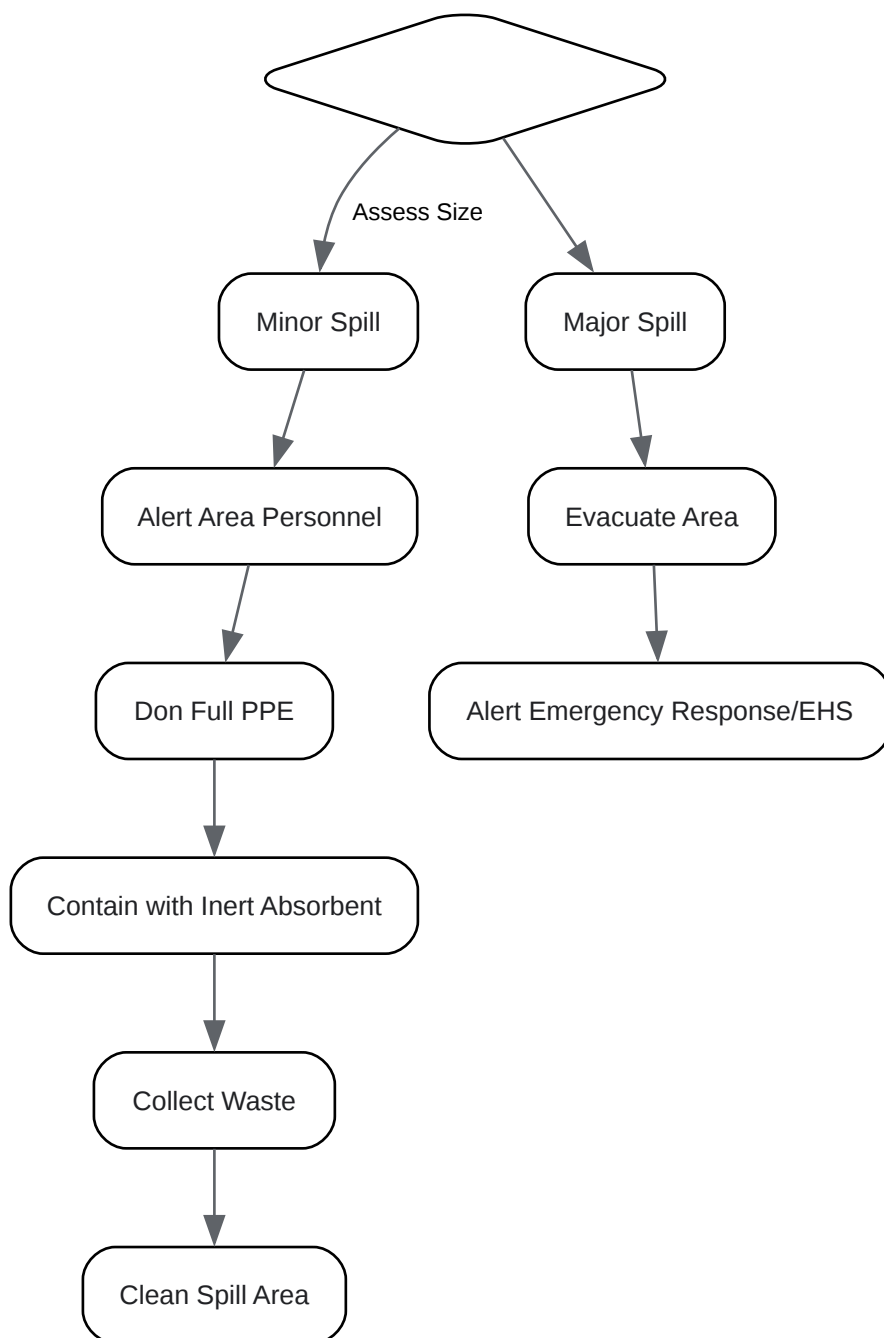 Assess Size
Minor Spill
Major Spill
Alert Area Personnel
Evacuate Area
Don Full PPE
Alert Emergency Response/EHS
Contain with Inert Absorbent
Collect Waste
Clean Spill Area